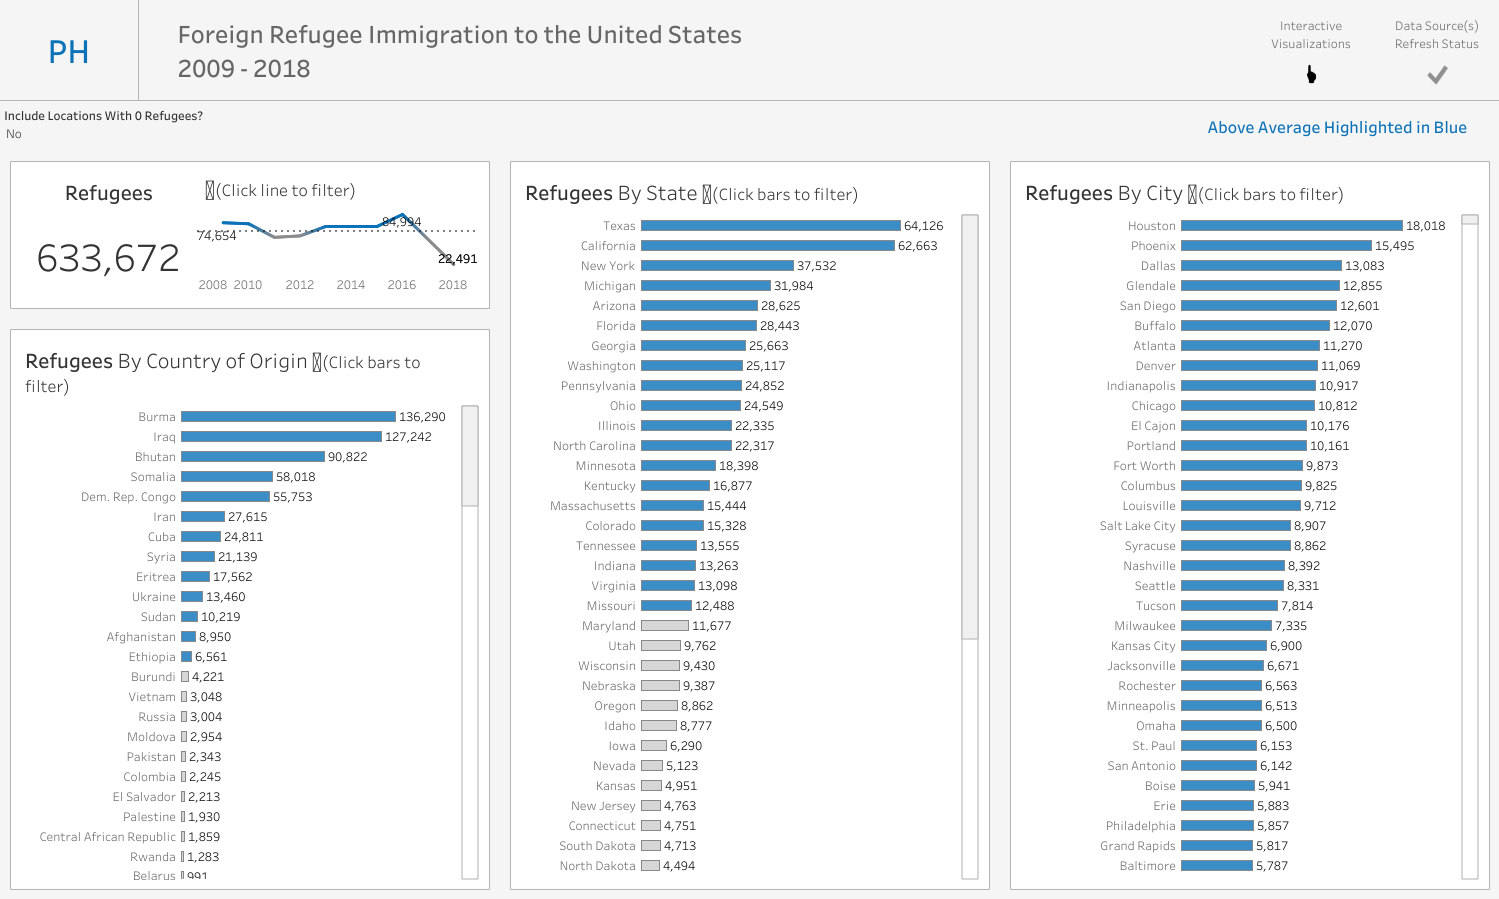 PH
Foreign Refugee Immigration to the United States
2009 - 2018
Interactive
Visualizations
Data Source(s)
Refresh Status
Include Locations With 0 Refugees?
No
Above Average Highlighted in Blue
Refugees
(Click line to filter)
633,672
74,654
84,994
22,491
2008 2010 2012 2014 2016 2018
Refugees By Country of Origin (Click bars to
filter)
Burma 136,290
Iraq 127,242
Bhutan 90,822
Somalia 58,018
Dem. Rep. Congo 55,753
Iran 27,615
Cuba 24,811
Syria 21,139
Eritrea 17,562
Ukraine 13,460
Sudan 10,219
Afghanistan 8,950
Ethiopia 6,561
Burundi 4,221
Vietnam 3,048
Russia 3,004
Moldova 2,954
Pakistan 2,343
Colombia 2,245
El Salvador 2,213
Palestine 1,930
Central African Republic 1,859
Rwanda 1,283
Belarus 991
Refugees By State (Click bars to filter)
Texas 64,126
California 62,663
New York 37,532
Michigan 31,984
Arizona 28,625
Florida 28,443
Georgia 25,663
Washington 25,117
Pennsylvania 24,852
Ohio 24,549
Illinois 22,335
North Carolina 22,317
Minnesota 18,398
Kentucky 16,877
Massachusetts 15,444
Colorado 15,328
Tennessee 13,555
Indiana 13,263
Virginia 13,098
Missouri 12,488
Maryland 11,677
Utah 9,762
Wisconsin 9,430
Nebraska 9,387
Oregon 8,862
Idaho 8,777
Iowa 6,290
Nevada 5,123
Kansas 4,951
New Jersey 4,763
Connecticut 4,751
South Dakota 4,713
North Dakota 4,494
Refugees By City (Click bars to filter)
Houston 18,018
Phoenix 15,495
Dallas 13,083
Glendale 12,855
San Diego 12,601
Buffalo 12,070
Atlanta 11,270
Denver 11,069
Indianapolis 10,917
Chicago 10,812
El Cajon 10,176
Portland 10,161
Fort Worth 9,873
Columbus 9,825
Louisville 9,712
Salt Lake City 8,907
Syracuse 8,862
Nashville 8,392
Seattle 8,331
Tucson 7,814
Milwaukee 7,335
Kansas City 6,900
Jacksonville 6,671
Rochester 6,563
Minneapolis 6,513
Omaha 6,500
St. Paul 6,153
San Antonio 6,142
Boise 5,941
Erie 5,883
Philadelphia 5,857
Grand Rapids 5,817
Baltimore 5,787